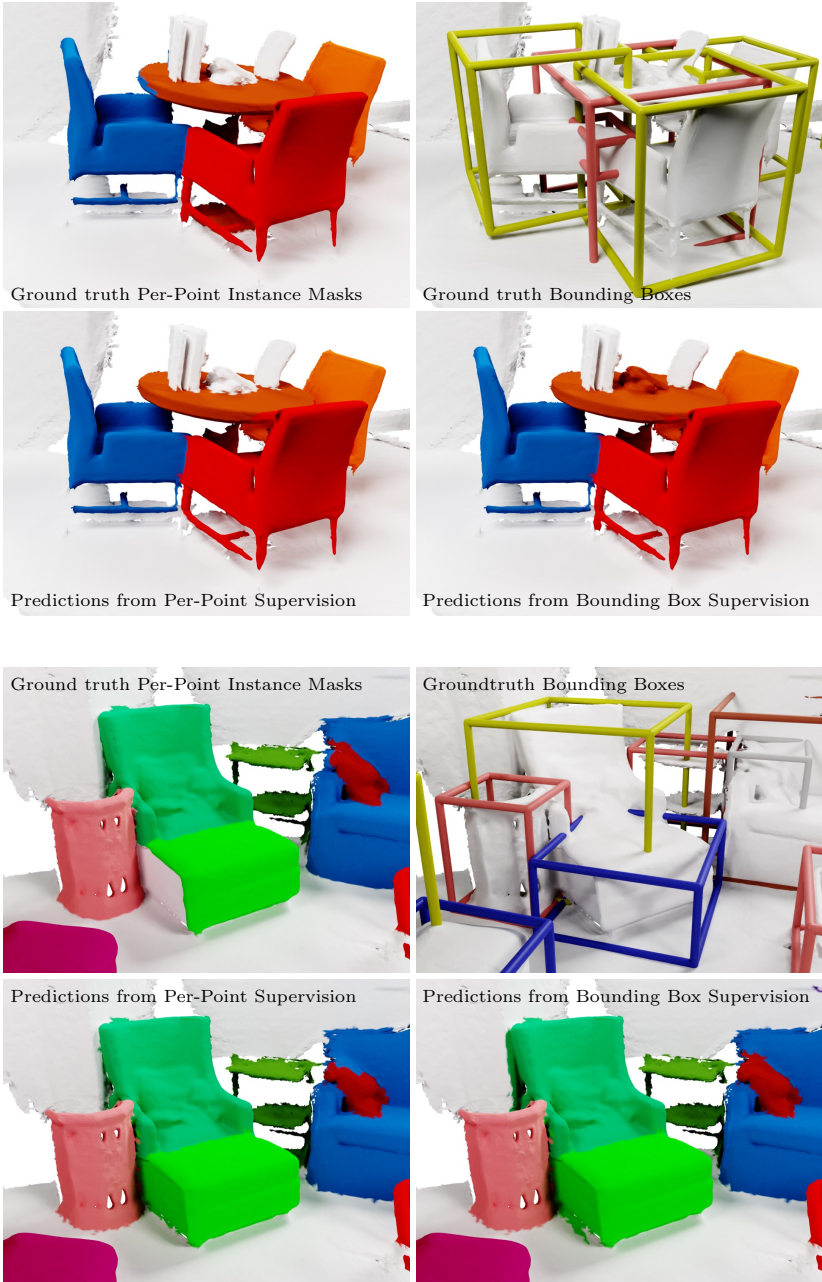 Ground truth Per-Point Instance Masks
Ground truth Bounding Boxes
Predictions from Per-Point Supervision
Predictions from Bounding Box Supervision
Ground truth Per-Point Instance Masks
Groundtruth Bounding Boxes
Predictions from Per-Point Supervision
Predictions from Bounding Box Supervision